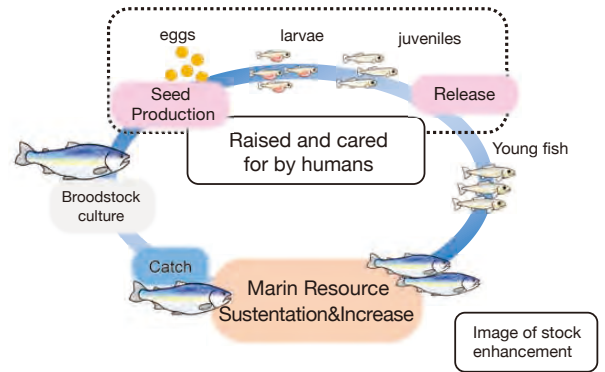 eggs
larvae
juveniles
Seed
Production
Release
Raised and cared
for by humans
Young fish
Broodstock
culture
Catch
Marin Resource
Sustentation&Increase
Image of stock
enhancement